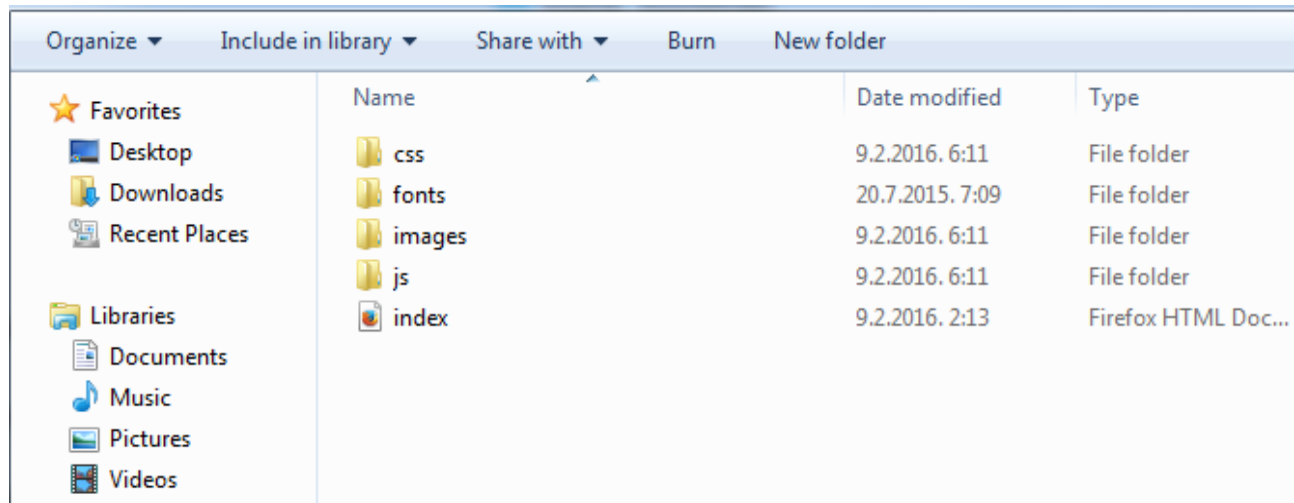 Organize Include in library Share with Burn New folder
Favorites
Desktop
Downloads
Recent Places
Libraries
Documents
Music
Pictures
Videos
Name Date modified Type
css 9.2.2016. 6:11 File folder
fonts 20.7.2015. 7:09 File folder
images 9.2.2016. 6:11 File folder
js 9.2.2016. 6:11 File folder
index 9.2.2016. 2:13 Firefox HTML Doc...